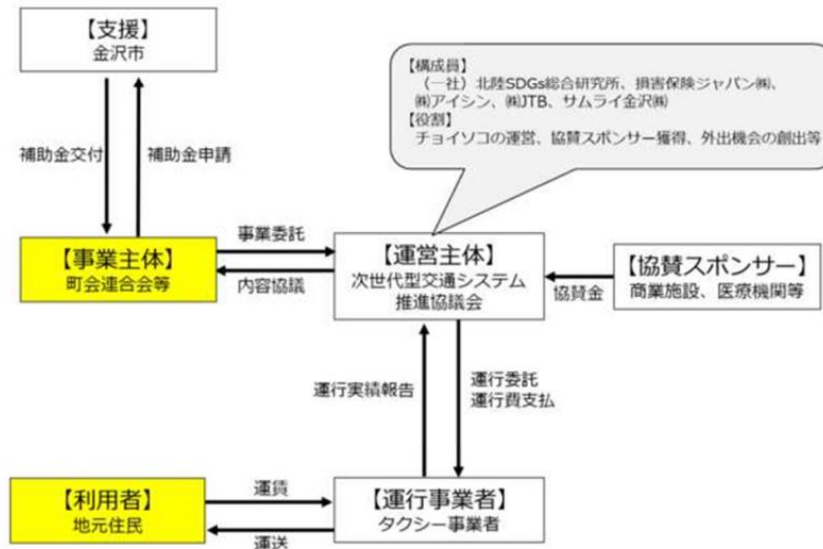 【支援】
金沢市
【構成員】
（一社）北陸SDGs総合研究所、損害保険ジャパン㈱、
㈱アイシン、㈱JTB、サムライ金沢㈱
【役割】
チョイソコの運営、協賛スポンサー獲得、外出機会の創出等
補助金交付
補助金申請
【事業主体】
町会連合会等
事業委託
内容協議
【運営主体】
次世代型交通システム
推進協議会
協賛金
【協賛スポンサー】
商業施設、医療機関等
運行実績報告
運行委託
運行費支払
【利用者】
地元住民
運賃
運送
【運行事業者】
タクシー事業者